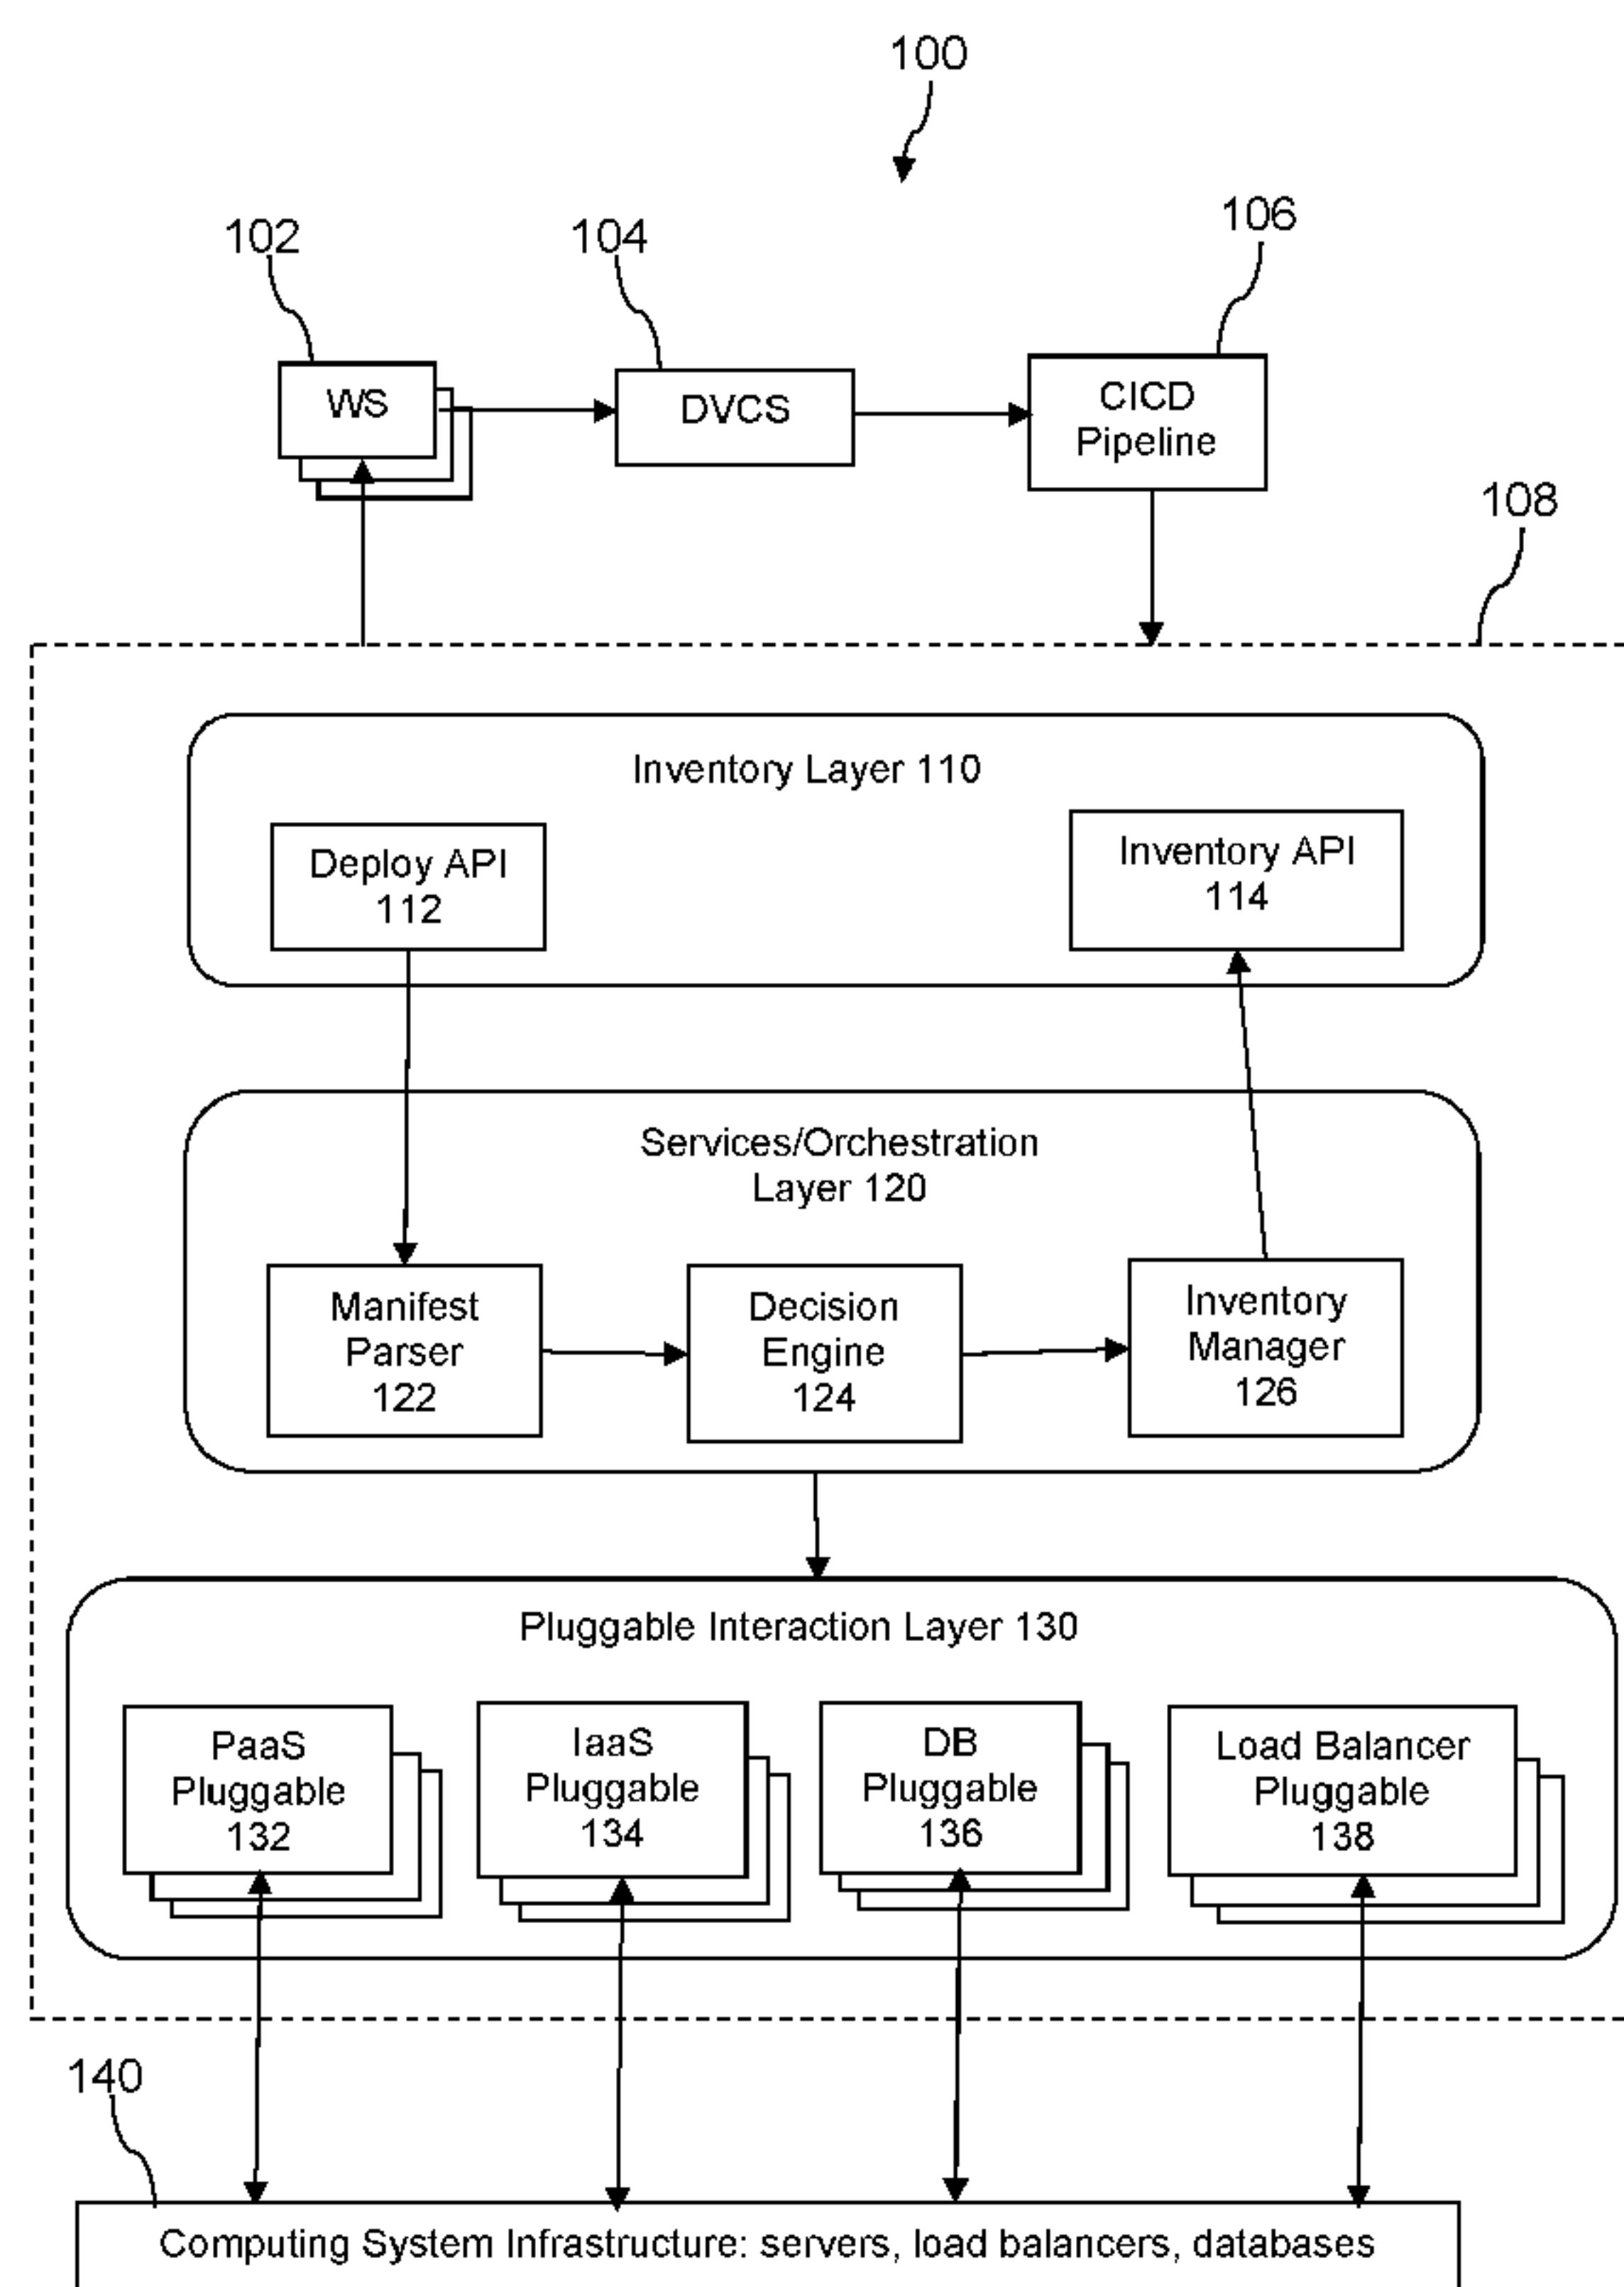 100
102
104
106
WS
DVCS
CICD
Pipeline
108
Inventory Layer 110
Deploy API
112
Inventory API
114
Services/Orchestration
Layer 120
Manifest
Parser
122
Decision
Engine
124
Inventory
Manager
126
Pluggable Interaction Layer 130
PaaS
Pluggable
132
IaaS
Pluggable
134
DB
Pluggable
136
Load Balancer
Pluggable
138
140
Computing System Infrastructure: servers, load balancers, databases